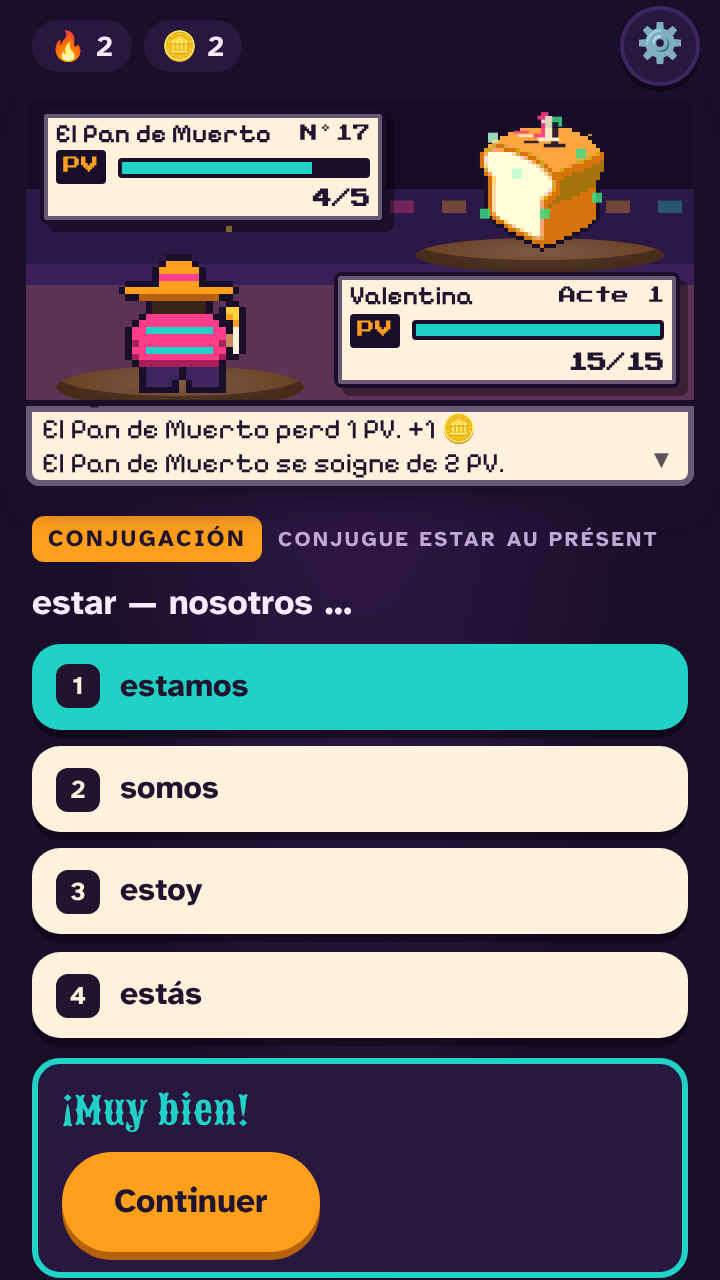 🔥 2 🪙 2 ⚙️
El Pan de Muerto N°17
PV
4/5
Valentina Acte 1
PV
15/15
El Pan de Muerto perd 1 PV. +1 🪙
El Pan de Muerto se soigne de 2 PV. ▼
CONJUGACIÓN CONJUGUE ESTAR AU PRÉSENT
estar — nosotros ...
1 estamos
2 somos
3 estoy
4 estás
¡Muy bien!
Continuer